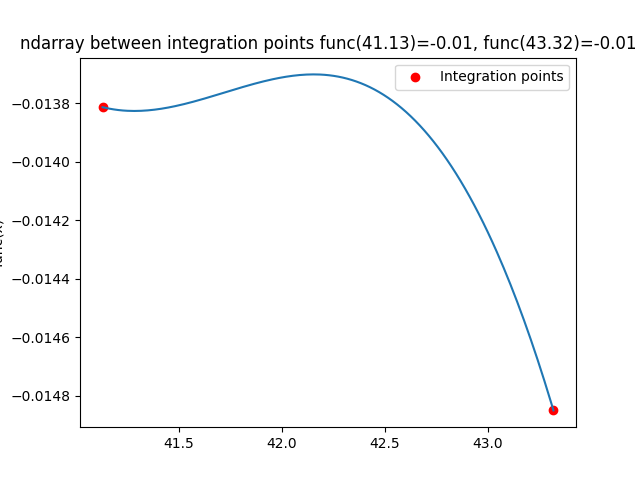 ndarray between integration points func(41.13)=-0.01, func(43.32)=-0.01
Integration points
−0.0138
−0.0140
−0.0142
−0.0144
−0.0146
−0.0148
41.5 42.0 42.5 43.0